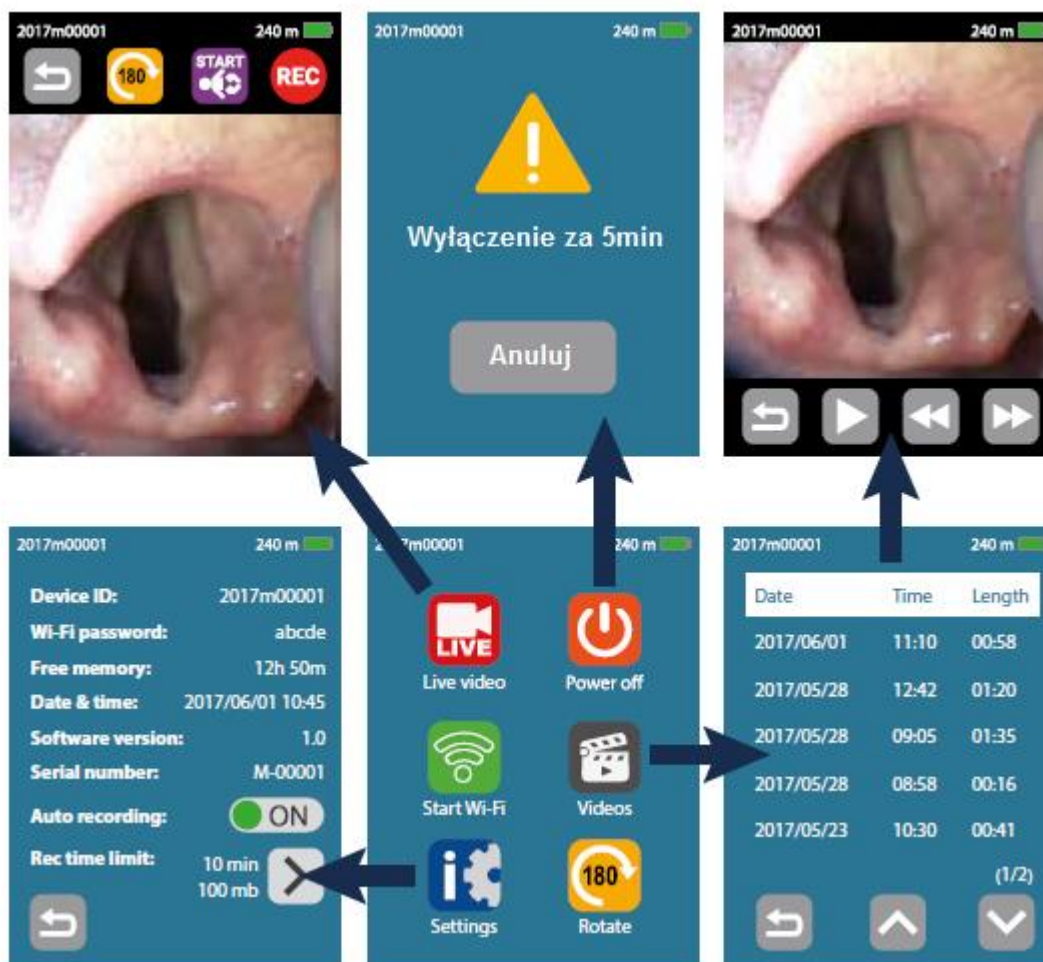 2017m00001 240 m
180 START REC
2017m00001 240 m
Wyłączenie za 5min
Anuluj
2017m00001 240 m
2017m00001 240 m
Device ID: 2017m00001
Wi-Fi password: abcde
Free memory: 12h 50m
Date & time: 2017/06/01 10:45
Software version: 1.0
Serial number: M-00001
Auto recording: ON
Rec time limit: 10 min
100 mb
7m00001 240 m
LIVE
Live video Power off
Start Wi-Fi Videos
i 180
Settings Rotate
2017m00001 240 m
Date Time Length
2017/06/01 11:10 00:58
2017/05/28 12:42 01:20
2017/05/28 09:05 01:35
2017/05/28 08:58 00:16
2017/05/23 10:30 00:41
(1/2)